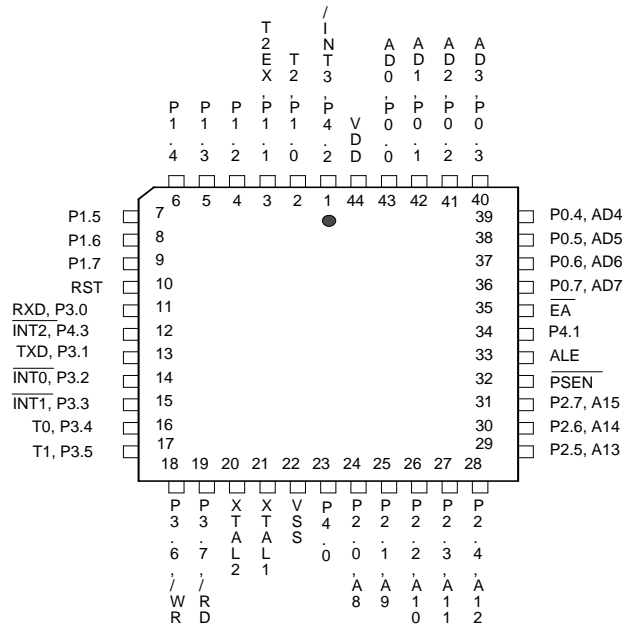 T2EX,P1.1
T2,P1.0
/INT3,P4.2
VDD
AD0,P0.0
AD1,P0.1
AD2,P0.2
AD3,P0.3
P1.4
P1.3
P1.2
6 5 4 3 2 1 44 43 42 41 40
P1.5 7
P1.6 8
P1.7 9
RST 10
RXD, P3.0 11
INT2, P4.3 12
TXD, P3.1 13
INT0, P3.2 14
INT1, P3.3 15
T0, P3.4 16
T1, P3.5 17
39 P0.4, AD4
38 P0.5, AD5
37 P0.6, AD6
36 P0.7, AD7
35 EA
34 P4.1
33 ALE
32 PSEN
31 P2.7, A15
30 P2.6, A14
29 P2.5, A13
18 19 20 21 22 23 24 25 26 27 28
P3.6,/WR
P3.7,/RD
XTAL2
XTAL1
VSS
P4.0
P2.0,A8
P2.1,A9
P2.2,A10
P2.3,A11
P2.4,A12